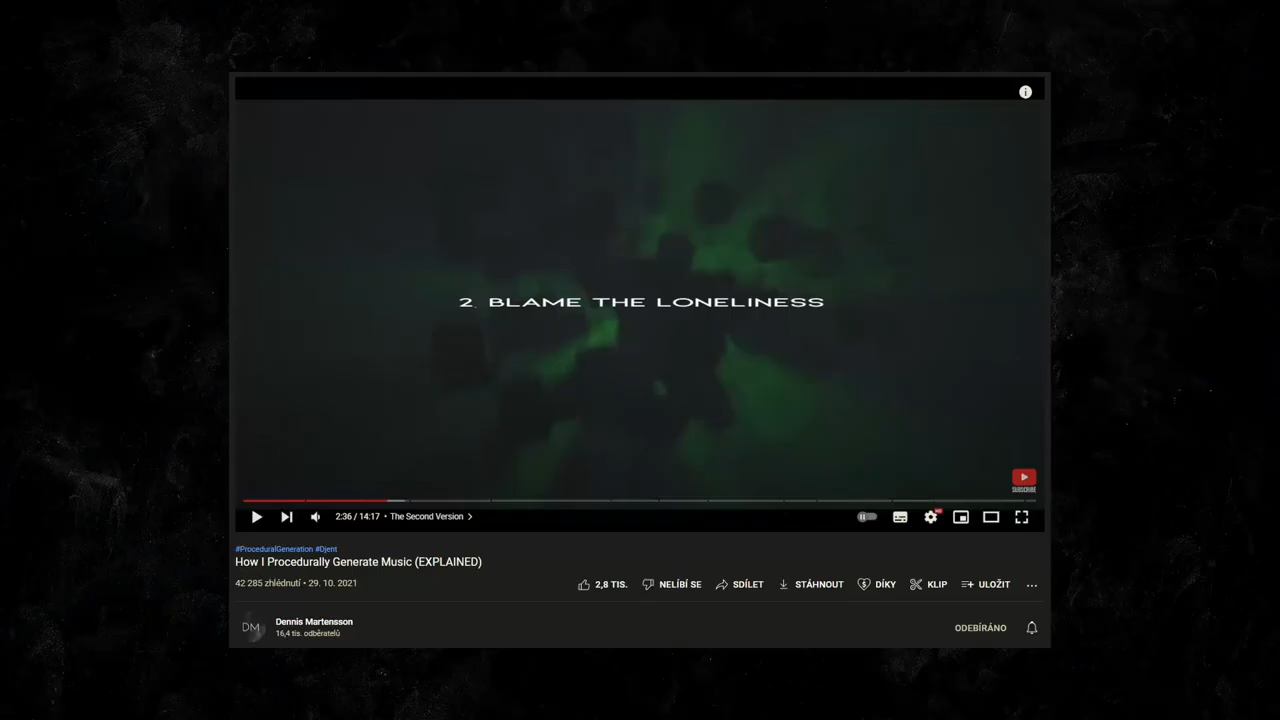 2. BLAME THE LONELINESS
SUBSCRIBE
2:36 / 14:17 • The Second Version
#ProceduralGeneration #Djent
How I Procedurally Generate Music (EXPLAINED)
42 285 zhlédnutí • 29. 10. 2021
2,8 TIS. NELÍBÍ SE SDÍLET STÁHNOUT DÍKY KLIP ULOŽIT
DM
Dennis Martensson
16,4 tis. odběratelů
ODEBÍRÁNO